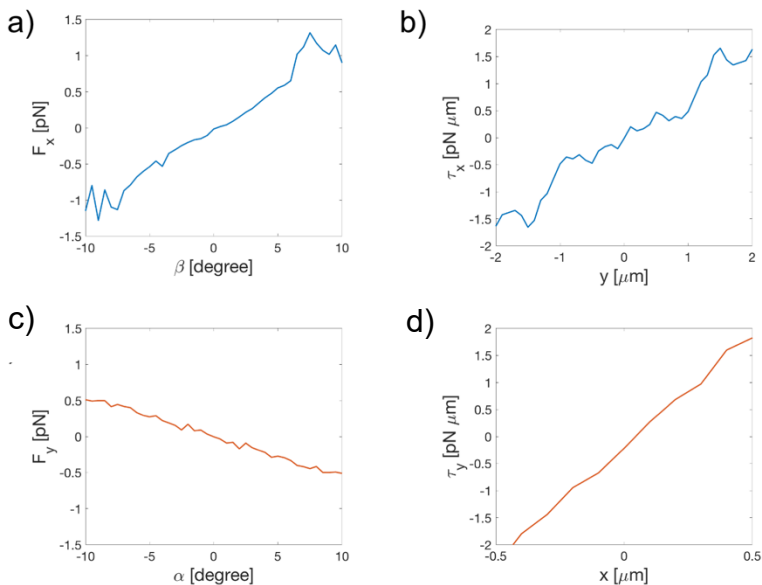 a)
1.5
1
0.5
0
-0.5
-1
-1.5
F_x [pN]
-10 -5 0 5 10
β [degree]
b)
2
1.5
1
0.5
0
-0.5
-1
-1.5
-2
τ_x [pN μm]
-2 -1 0 1 2
y [μm]
c)
1.5
1
0.5
0
-0.5
-1
-1.5
F_y [pN]
-10 -5 0 5 10
α [degree]
d)
2
1.5
1
0.5
0
-0.5
-1
-1.5
2
τ_y [pN μm]
-0.5 0 0.5
x [μm]